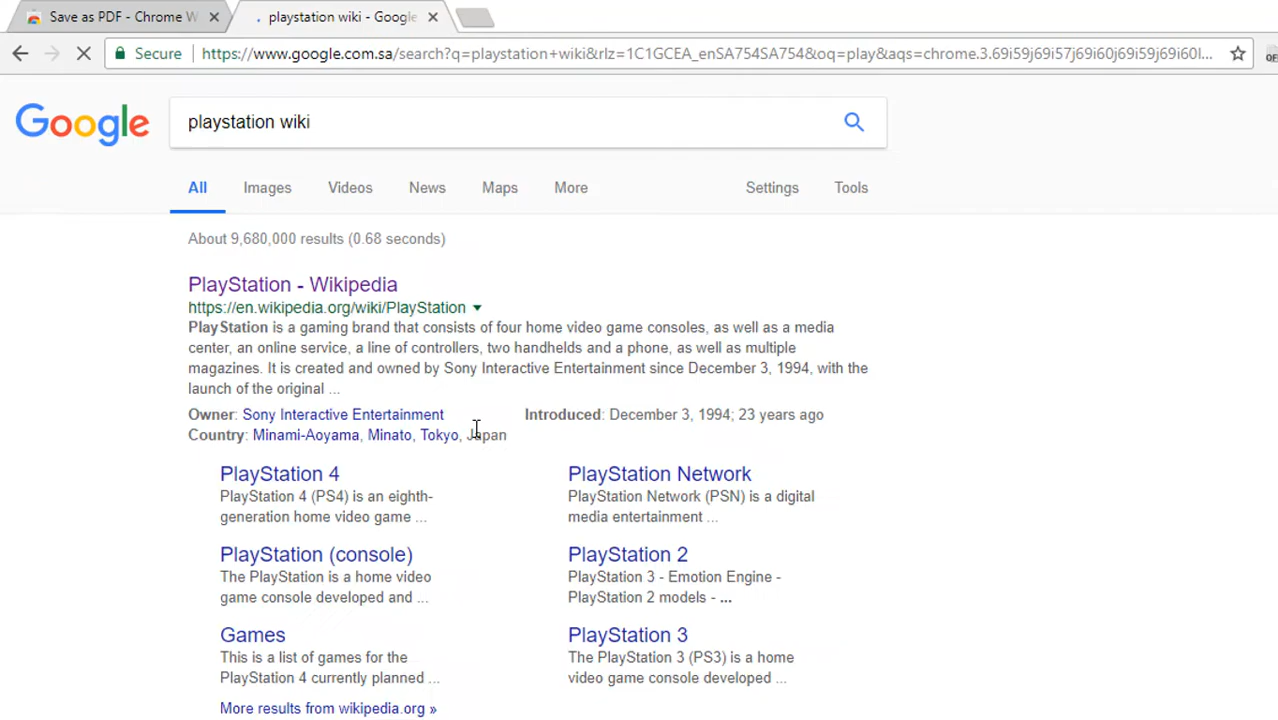 Save as PDF - Chrome W
playstation wiki - Google
Secure https://www.google.com.sa/search?q=playstation+wiki&rlz=1C1GCEA_enSA754SA754&oq=play&aqs=chrome.3.69i59j69i57j69i60j69i59j69i60l...
Google
playstation wiki
All Images Videos News Maps More Settings Tools
About 9,680,000 results (0.68 seconds)
PlayStation - Wikipedia
https://en.wikipedia.org/wiki/PlayStation
PlayStation is a gaming brand that consists of four home video game consoles, as well as a media
center, an online service, a line of controllers, two handhelds and a phone, as well as multiple
magazines. It is created and owned by Sony Interactive Entertainment since December 3, 1994, with the
launch of the original ...
Owner: Sony Interactive Entertainment Introduced: December 3, 1994; 23 years ago
Country: Minami-Aoyama, Minato, Tokyo, Japan
PlayStation 4
PlayStation 4 (PS4) is an eighth-
generation home video game ...
PlayStation Network
PlayStation Network (PSN) is a digital
media entertainment ...
PlayStation (console)
The PlayStation is a home video
game console developed and ...
PlayStation 2
PlayStation 3 - Emotion Engine -
PlayStation 2 models - ...
Games
This is a list of games for the
PlayStation 4 currently planned ...
PlayStation 3
The PlayStation 3 (PS3) is a home
video game console developed ...
More results from wikipedia.org »